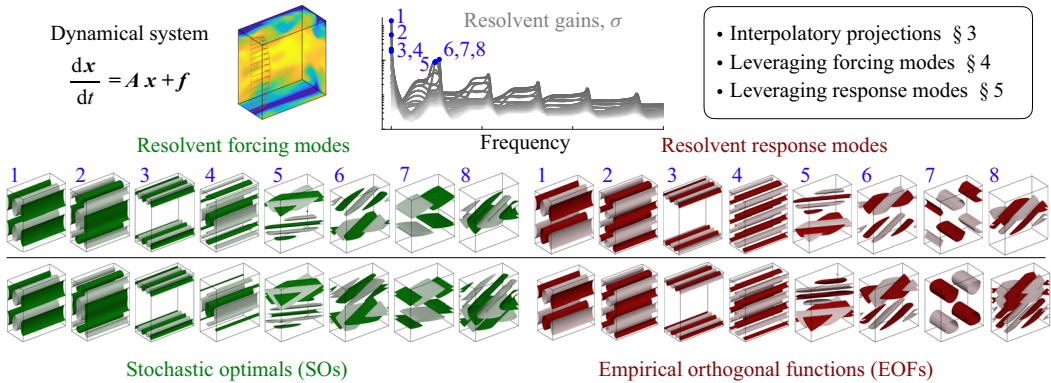 Dynamical system
dx/dt = A x + f
Resolvent gains, σ
1
2
3,4
5
6,7,8
Frequency
• Interpolatory projections § 3
• Leveraging forcing modes § 4
• Leveraging response modes § 5
Resolvent forcing modes
Resolvent response modes
1 2 3 4 5 6 7 8
1 2 3 4 5 6 7 8
Stochastic optimals (SOs)
Empirical orthogonal functions (EOFs)